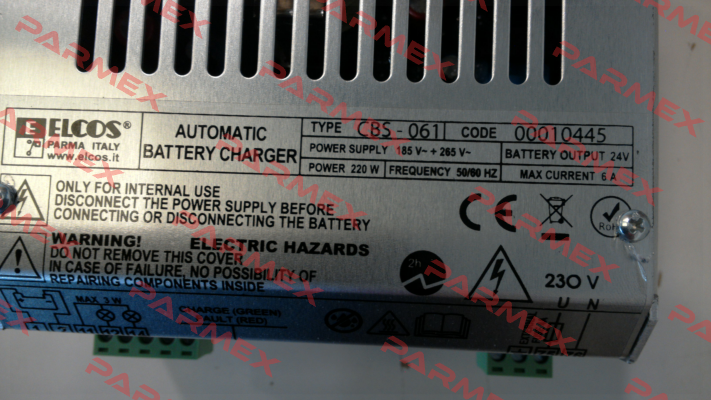 ELCOS®
PARMA ITALY
www.elcos.it
AUTOMATIC
BATTERY CHARGER
TYPE CBS - 061 CODE 00010445
POWER SUPPLY 185 V~ ÷ 265 V~ BATTERY OUTPUT 24V
POWER 220 W FREQUENCY 50/60 HZ MAX CURRENT 6 A
ONLY FOR INTERNAL USE
DISCONNECT THE POWER SUPPLY BEFORE
CONNECTING OR DISCONNECTING THE BATTERY
CE
RoHS
WARNING! ELECTRIC HAZARDS
DO NOT REMOVE THIS COVER
IN CASE OF FAILURE, NO POSSIBILITY OF
REPAIRING COMPONENTS INSIDE
230 V
U N
MAX 3 W
CHARGE (GREEN)
FAULT (RED)
PARMEX